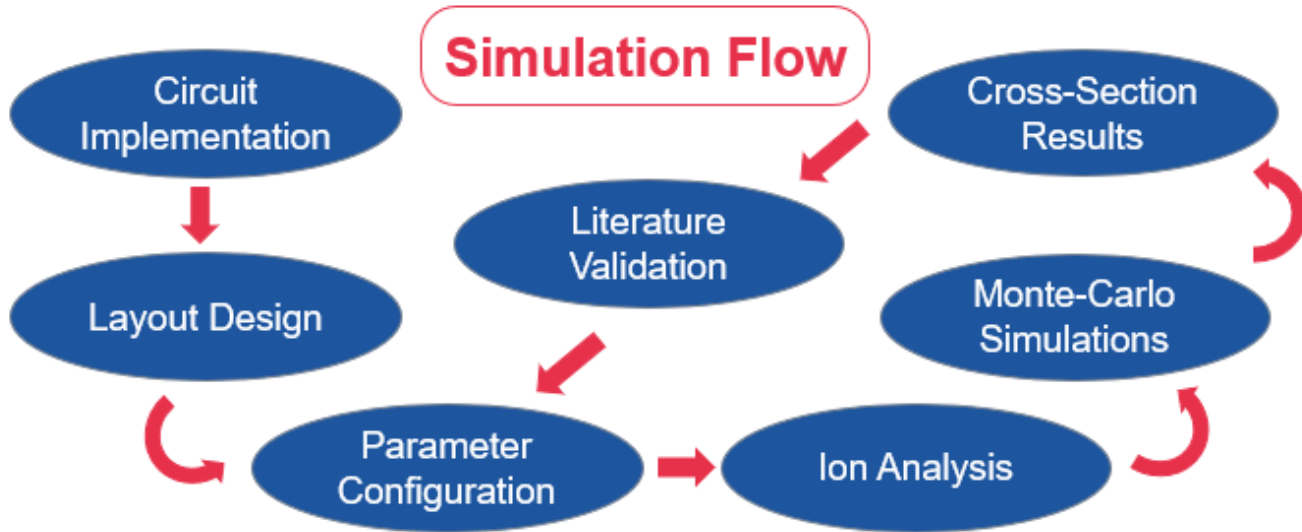 Simulation Flow
Circuit
Implementation
Layout Design
Parameter
Configuration
Ion Analysis
Monte-Carlo
Simulations
Cross-Section
Results
Literature
Validation